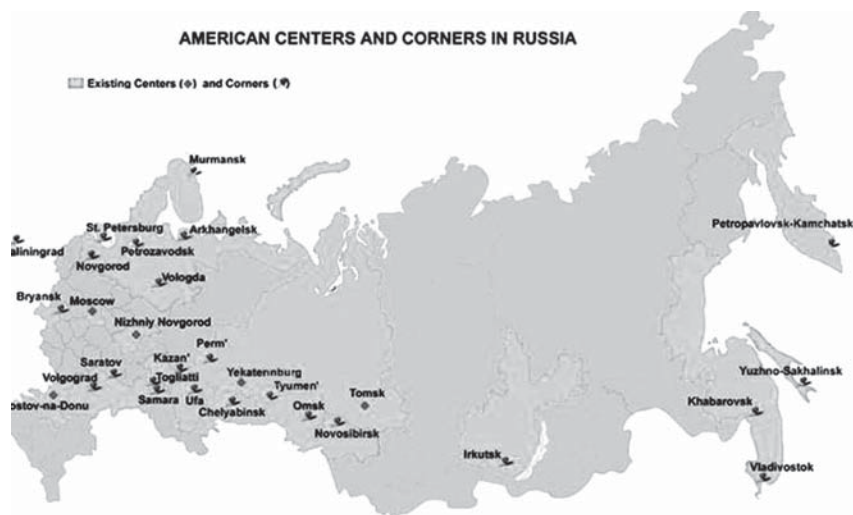 AMERICAN CENTERS AND CORNERS IN RUSSIA
Existing Centers ( ) and Corners ( )
Murmansk
St. Petersburg
Arkhangelsk
Petropavlovsk-Kamchatsk
aliningrad
Petrozavodsk
Novgorod
Vologda
Bryansk
Moscow
Nizhniy Novgorod
Perm'
Kazan'
Saratov
Yekatennburg
Togliatti
Yuzhno-Sakhalinsk
Volgograd
Tyumen'
Tomsk
ostov-na-Donu
Samara
Ufa
Chelyabinsk
Omsk
Khabarovsk
Novosibirsk
Irkutsk
Vladivostok